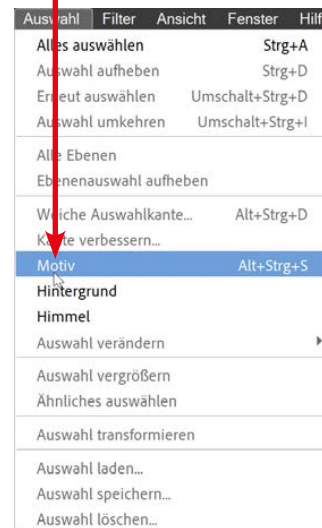 Auswahl Filter Ansicht Fenster Hilf
Alles auswählen Strg+A
Auswahl aufheben Strg+D
Erneut auswählen Umschalt+Strg+D
Auswahl umkehren Umschalt+Strg+I
Alle Ebenen
Ebenenauswahl aufheben
Weiche Auswahlkante... Alt+Strg+D
Kante verbessern...
Motiv Alt+Strg+S
Hintergrund
Himmel
Auswahl verändern
Auswahl vergrößern
Ähnliches auswählen
Auswahl transformieren
Auswahl laden...
Auswahl speichern...
Auswahl löschen...